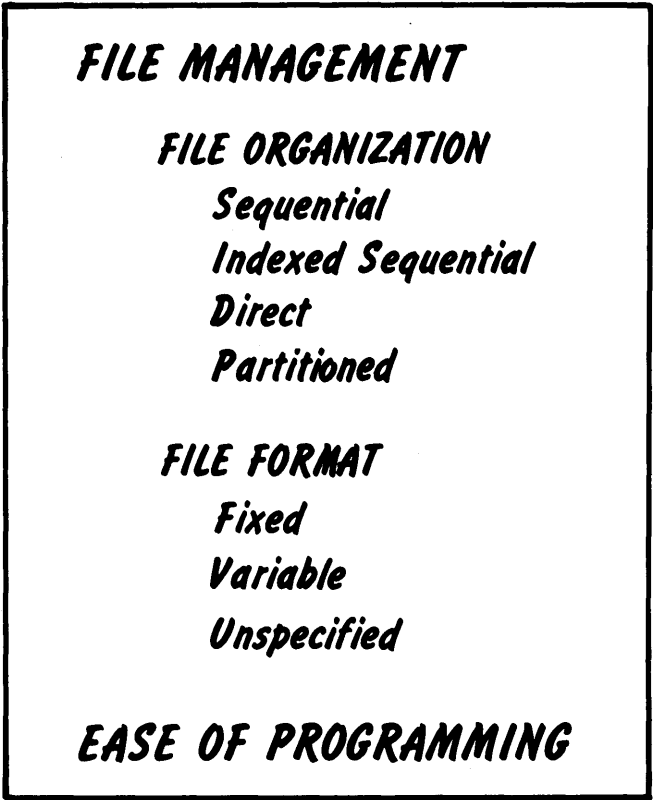 FILE MANAGEMENT
FILE ORGANIZATION
Sequential
Indexed Sequential
Direct
Partitioned
FILE FORMAT
Fixed
Variable
Unspecified
EASE OF PROGRAMMING